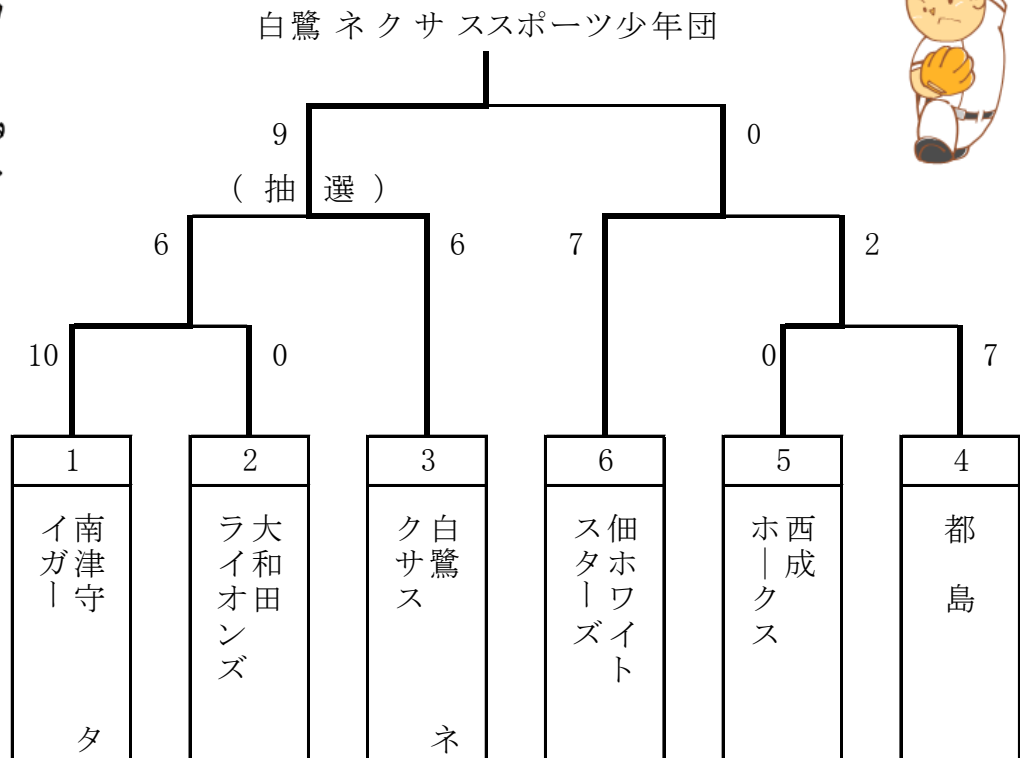 白鷺 ネ ク サ ススポーツ少年団
9
0
( 抽 選 )
6
6
7
2
10
0
0
7
1
2
3
6
5
4
南津守 タ
イガー
大和田
ライオンズ
白鷺 ネ
クサス
佃ホワイト
スターズ
西成
ホークス
都 島